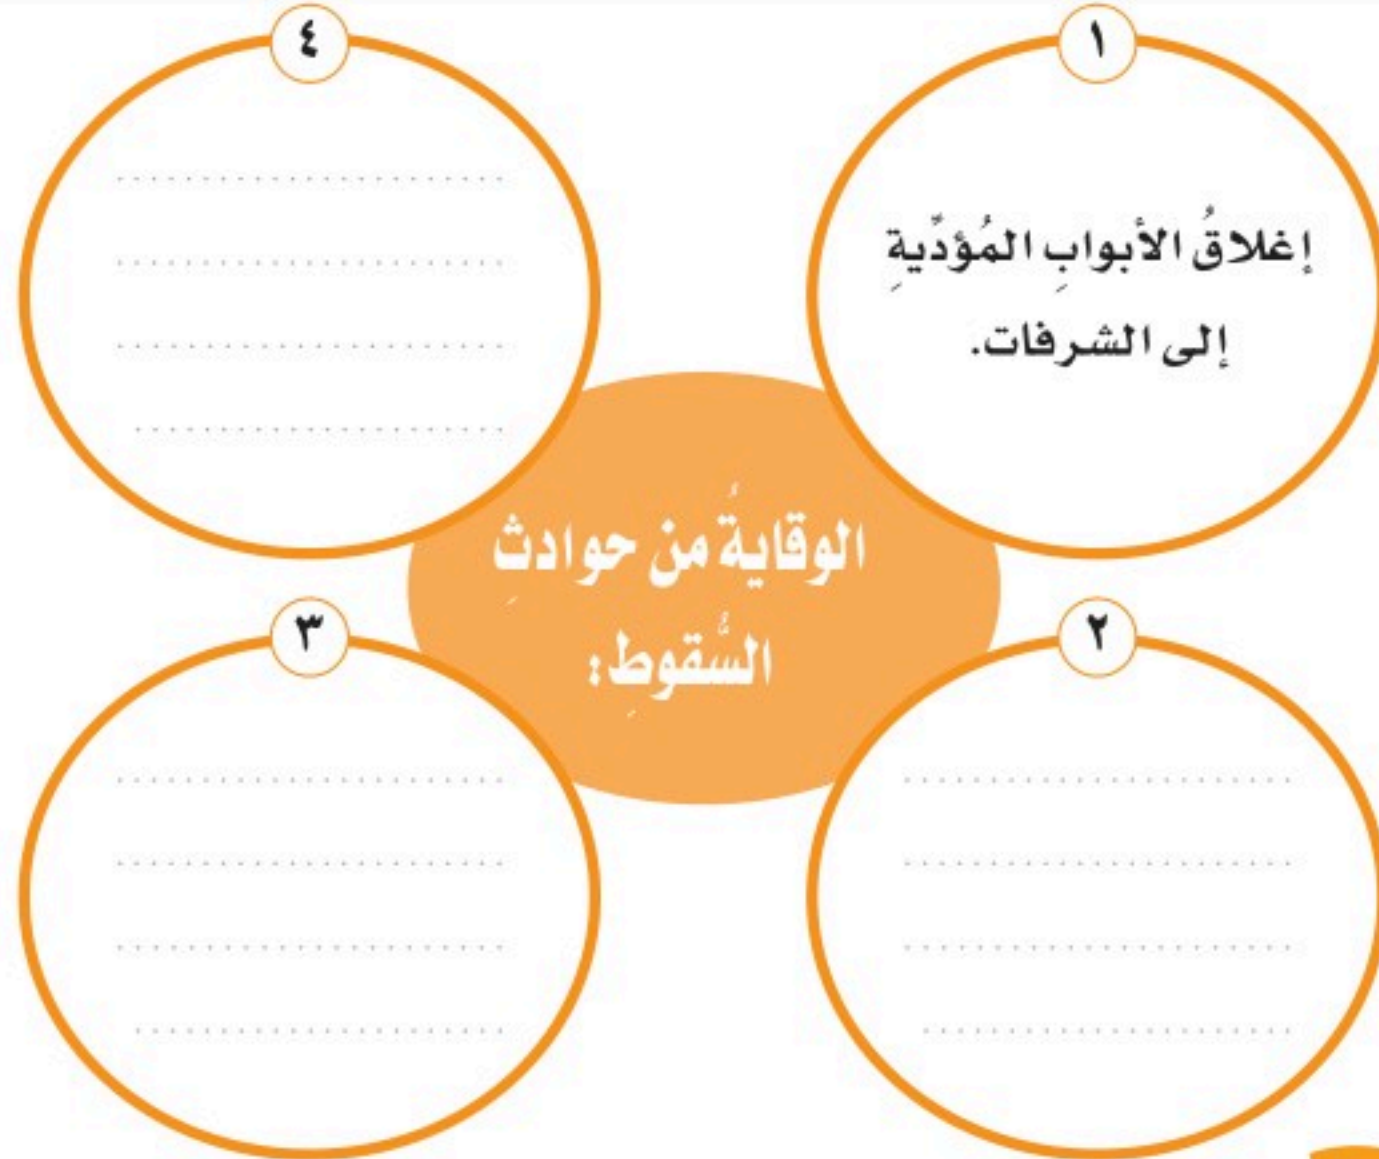 ١
إغلاقُ الأبوابِ المُؤدِّيةِ
إلى الشرفات.
٤
الوقايةُ من حوادثِ
السُّقوطِ:
٢
٣